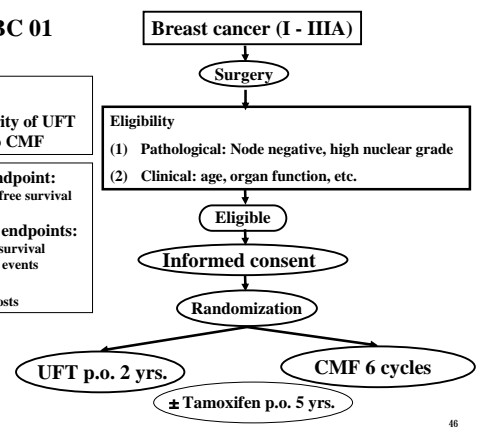 BC 01
Breast cancer (I - IIIA)
Surgery
rity of UFT
CMF
Eligibility
(1) Pathological: Node negative, high nuclear grade
(2) Clinical: age, organ function, etc.
endpoint:
free survival
endpoints:
survival
events
osts
Eligible
Informed consent
Randomization
UFT p.o. 2 yrs.
CMF 6 cycles
± Tamoxifen p.o. 5 yrs.
46